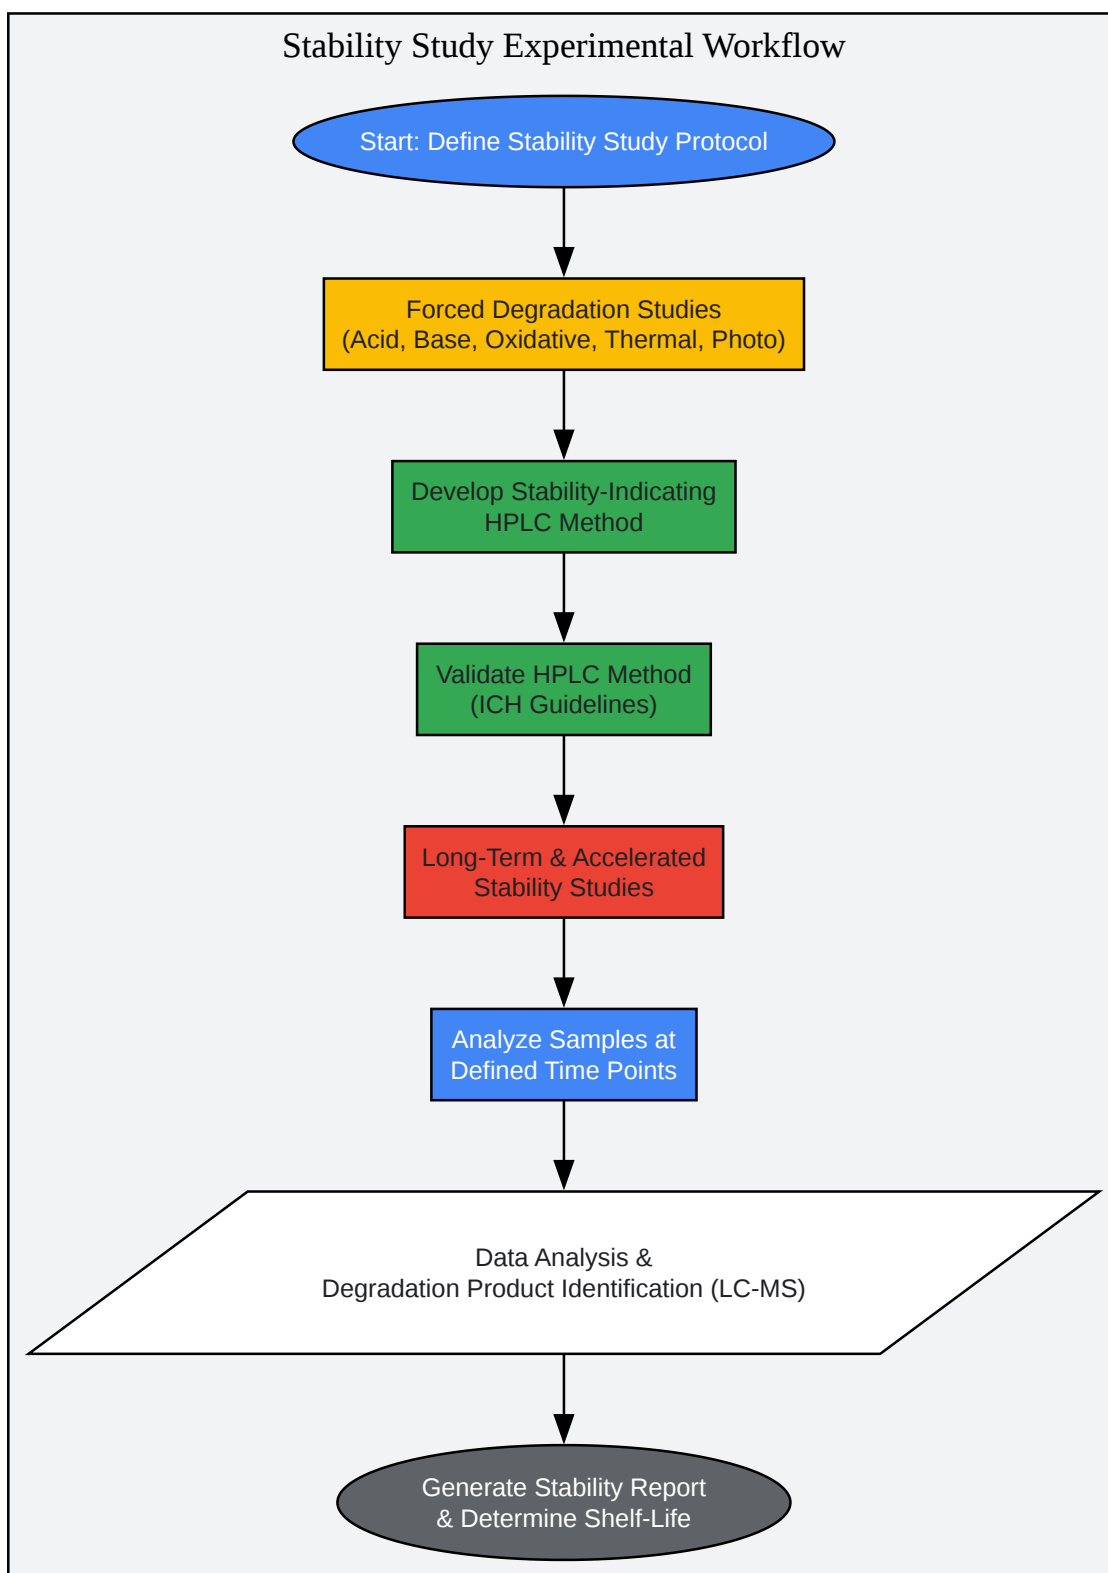 Stability Study Experimental Workflow
Start: Define Stability Study Protocol
Forced Degradation Studies
(Acid, Base, Oxidative, Thermal, Photo)
Develop Stability-Indicating
HPLC Method
Validate HPLC Method
(ICH Guidelines)
Long-Term & Accelerated
Stability Studies
Analyze Samples at
Defined Time Points
Data Analysis &
Degradation Product Identification (LC-MS)
Generate Stability Report
& Determine Shelf-Life